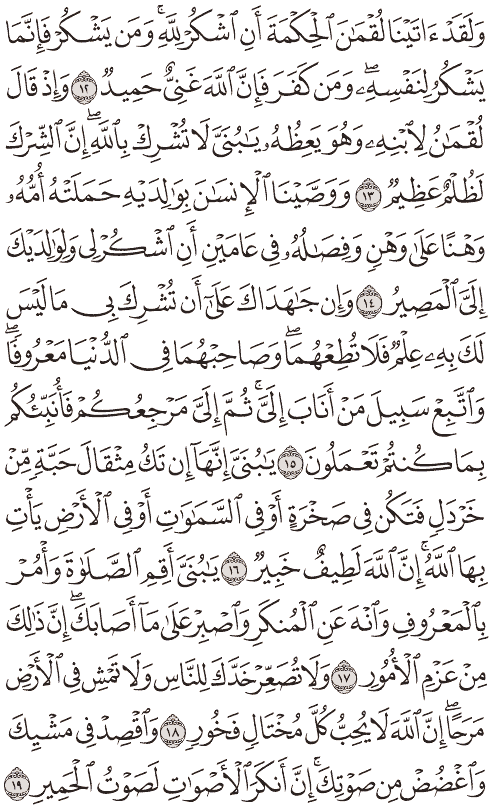 وَلَقَدْ ءَاتَيْنَا لُقْمَٰنَ ٱلْحِكْمَةَ أَنِ ٱشْكُرْ لِلَّهِۚ وَمَن يَشْكُرْ فَإِنَّمَا
يَشْكُرُ لِنَفْسِهِۦۖ وَمَن كَفَرَ فَإِنَّ ٱللَّهَ غَنِىٌّ حَمِيدٌ ١٢ وَإِذْ قَالَ
لُقْمَٰنُ لِٱبْنِهِۦ وَهُوَ يَعِظُهُۥ يَٰبُنَىَّ لَا تُشْرِكْ بِٱللَّهِۖ إِنَّ ٱلشِّرْكَ
لَظُلْمٌ عَظِيمٌ ١٣ وَوَصَّيْنَا ٱلْإِنسَٰنَ بِوَٰلِدَيْهِ حَمَلَتْهُ أُمُّهُۥ
وَهْنًا عَلَىٰ وَهْنٍ وَفِصَٰلُهُۥ فِى عَامَيْنِ أَنِ ٱشْكُرْ لِى وَلِوَٰلِدَيْكَ
إِلَىَّ ٱلْمَصِيرُ ١٤ وَإِن جَٰهَدَاكَ عَلَىٰٓ أَن تُشْرِكَ بِى مَا لَيْسَ
لَكَ بِهِۦ عِلْمٌ فَلَا تُطِعْهُمَاۖ وَصَاحِبْهُمَا فِى ٱلدُّنْيَا مَعْرُوفًاۖ
وَٱتَّبِعْ سَبِيلَ مَنْ أَنَابَ إِلَىَّۚ ثُمَّ إِلَىَّ مَرْجِعُكُمْ فَأُنَبِّئُكُم
بِمَا كُنتُمْ تَعْمَلُونَ ١٥ يَٰبُنَىَّ إِنَّهَآ إِن تَكُ مِثْقَالَ حَبَّةٍ مِّنْ
خَرْدَلٍ فَتَكُن فِى صَخْرَةٍ أَوْ فِى ٱلسَّمَٰوَٰتِ أَوْ فِى ٱلْأَرْضِ يَأْتِ
بِهَا ٱللَّهُۚ إِنَّ ٱللَّهَ لَطِيفٌ خَبِيرٌ ١٦ يَٰبُنَىَّ أَقِمِ ٱلصَّلَوٰةَ وَأْمُرْ
بِٱلْمَعْرُوفِ وَٱنْهَ عَنِ ٱلْمُنكَرِ وَٱصْبِرْ عَلَىٰ مَآ أَصَابَكَۖ إِنَّ ذَٰلِكَ
مِنْ عَزْمِ ٱلْأُمُورِ ١٧ وَلَا تُصَعِّرْ خَدَّكَ لِلنَّاسِ وَلَا تَمْشِ فِى ٱلْأَرْضِ
مَرَحًاۖ إِنَّ ٱللَّهَ لَا يُحِبُّ كُلَّ مُخْتَالٍ فَخُورٍ ١٨ وَٱقْصِدْ فِى مَشْيِكَ
وَٱغْضُضْ مِن صَوْتِكَۚ إِنَّ أَنكَرَ ٱلْأَصْوَٰتِ لَصَوْتُ ٱلْحَمِيرِ ١٩